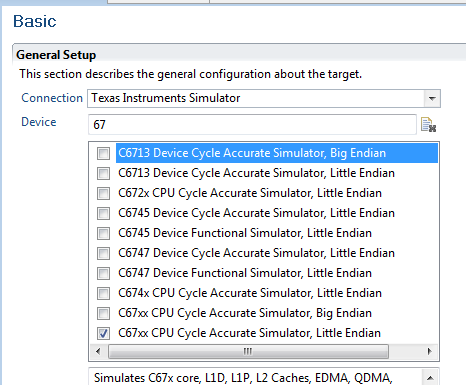 Basic
General Setup
This section describes the general configuration about the target.
Connection Texas Instruments Simulator
Device 67
C6713 Device Cycle Accurate Simulator, Big Endian
C6713 Device Cycle Accurate Simulator, Little Endian
C672x CPU Cycle Accurate Simulator, Little Endian
C6745 Device Cycle Accurate Simulator, Little Endian
C6745 Device Functional Simulator, Little Endian
C6747 Device Cycle Accurate Simulator, Little Endian
C6747 Device Functional Simulator, Little Endian
C674x CPU Cycle Accurate Simulator, Little Endian
C67xx CPU Cycle Accurate Simulator, Big Endian
C67xx CPU Cycle Accurate Simulator, Little Endian
Simulates C67x core, L1D, L1P, L2 Caches, EDMA, QDMA,